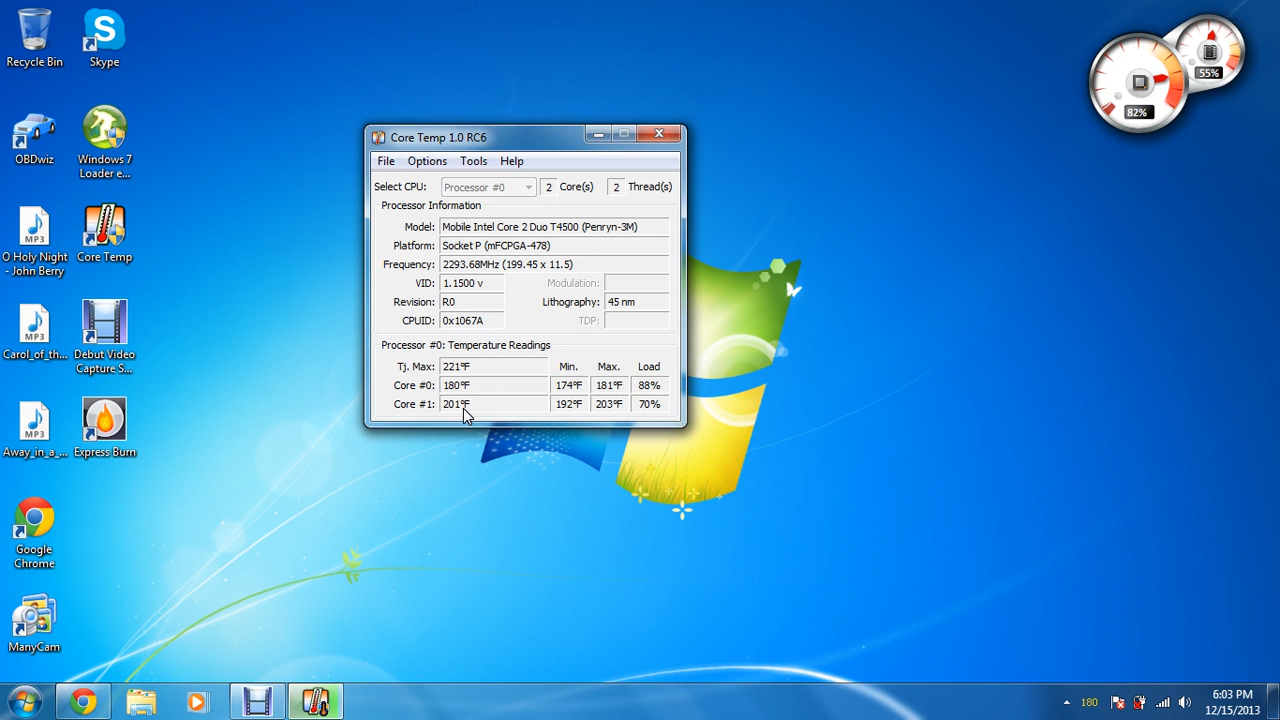 Recycle Bin
Skype
OBDwiz
Windows 7
Loader e...
MP3
O Holy Night
- John Berry
Core Temp
MP3
Carol_of_th...
Debut Video
Capture S...
MP3
Away_in_a_...
Express Burn
Google
Chrome
ManyCam
Core Temp 1.0 RC6
File Options Tools Help
Select CPU: Processor #0 2 Core(s) 2 Thread(s)
Processor Information
Model: Mobile Intel Core 2 Duo T4500 (Penryn-3M)
Platform: Socket P (mFCPGA-478)
Frequency: 2293.68MHz (199.45 x 11.5)
VID: 1.1500 v Modulation:
Revision: R0 Lithography: 45 nm
CPUID: 0x1067A TDP:
Processor #0: Temperature Readings
Tj. Max: 221°F Min. Max. Load
Core #0: 180°F 174°F 181°F 88%
Core #1: 201°F 192°F 203°F 70%
55%
82%
180
6:03 PM
12/15/2013